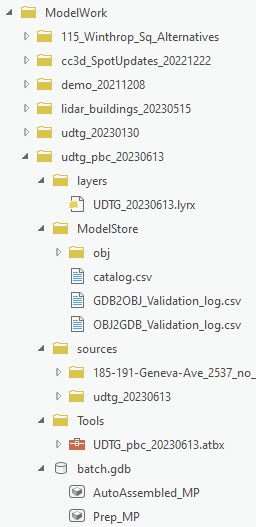 ModelWork
115_Winthrop_Sq_Alternatives
cc3d_SpotUpdates_20221222
demo_20211208
lidar_buildings_20230515
udtg_20230130
udtg_pbc_20230613
layers
UDTG_20230613.lyrx
ModelStore
obj
catalog.csv
GDB2OBJ_Validation_log.csv
OBJ2GDB_Validation_log.csv
sources
185-191-Geneva-Ave_2537_no_
udtg_20230613
Tools
UDTG_pbc_20230613.atbx
batch.gdb
AutoAssembled_MP
Prep_MP